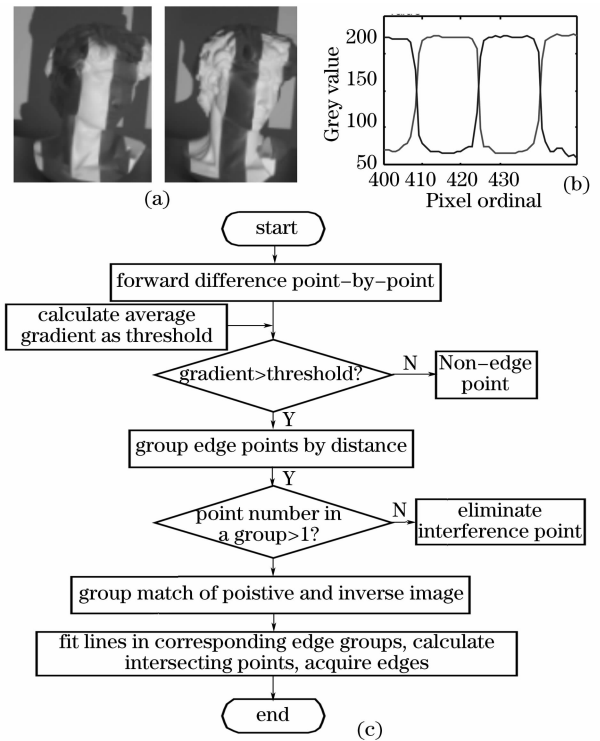 (a)
Grey value
200
150
100
50
400 410 420 430
Pixel ordinal
(b)
start
forward difference point–by–point
calculate average
gradient as threshold
gradient>threshold?
N
Non–edge
point
Y
group edge points by distance
Y
point number in
a group>1?
N
eliminate
interference point
group match of poistive and inverse image
fit lines in corresponding edge groups, calculate
intersecting points, acquire edges
end
(c)